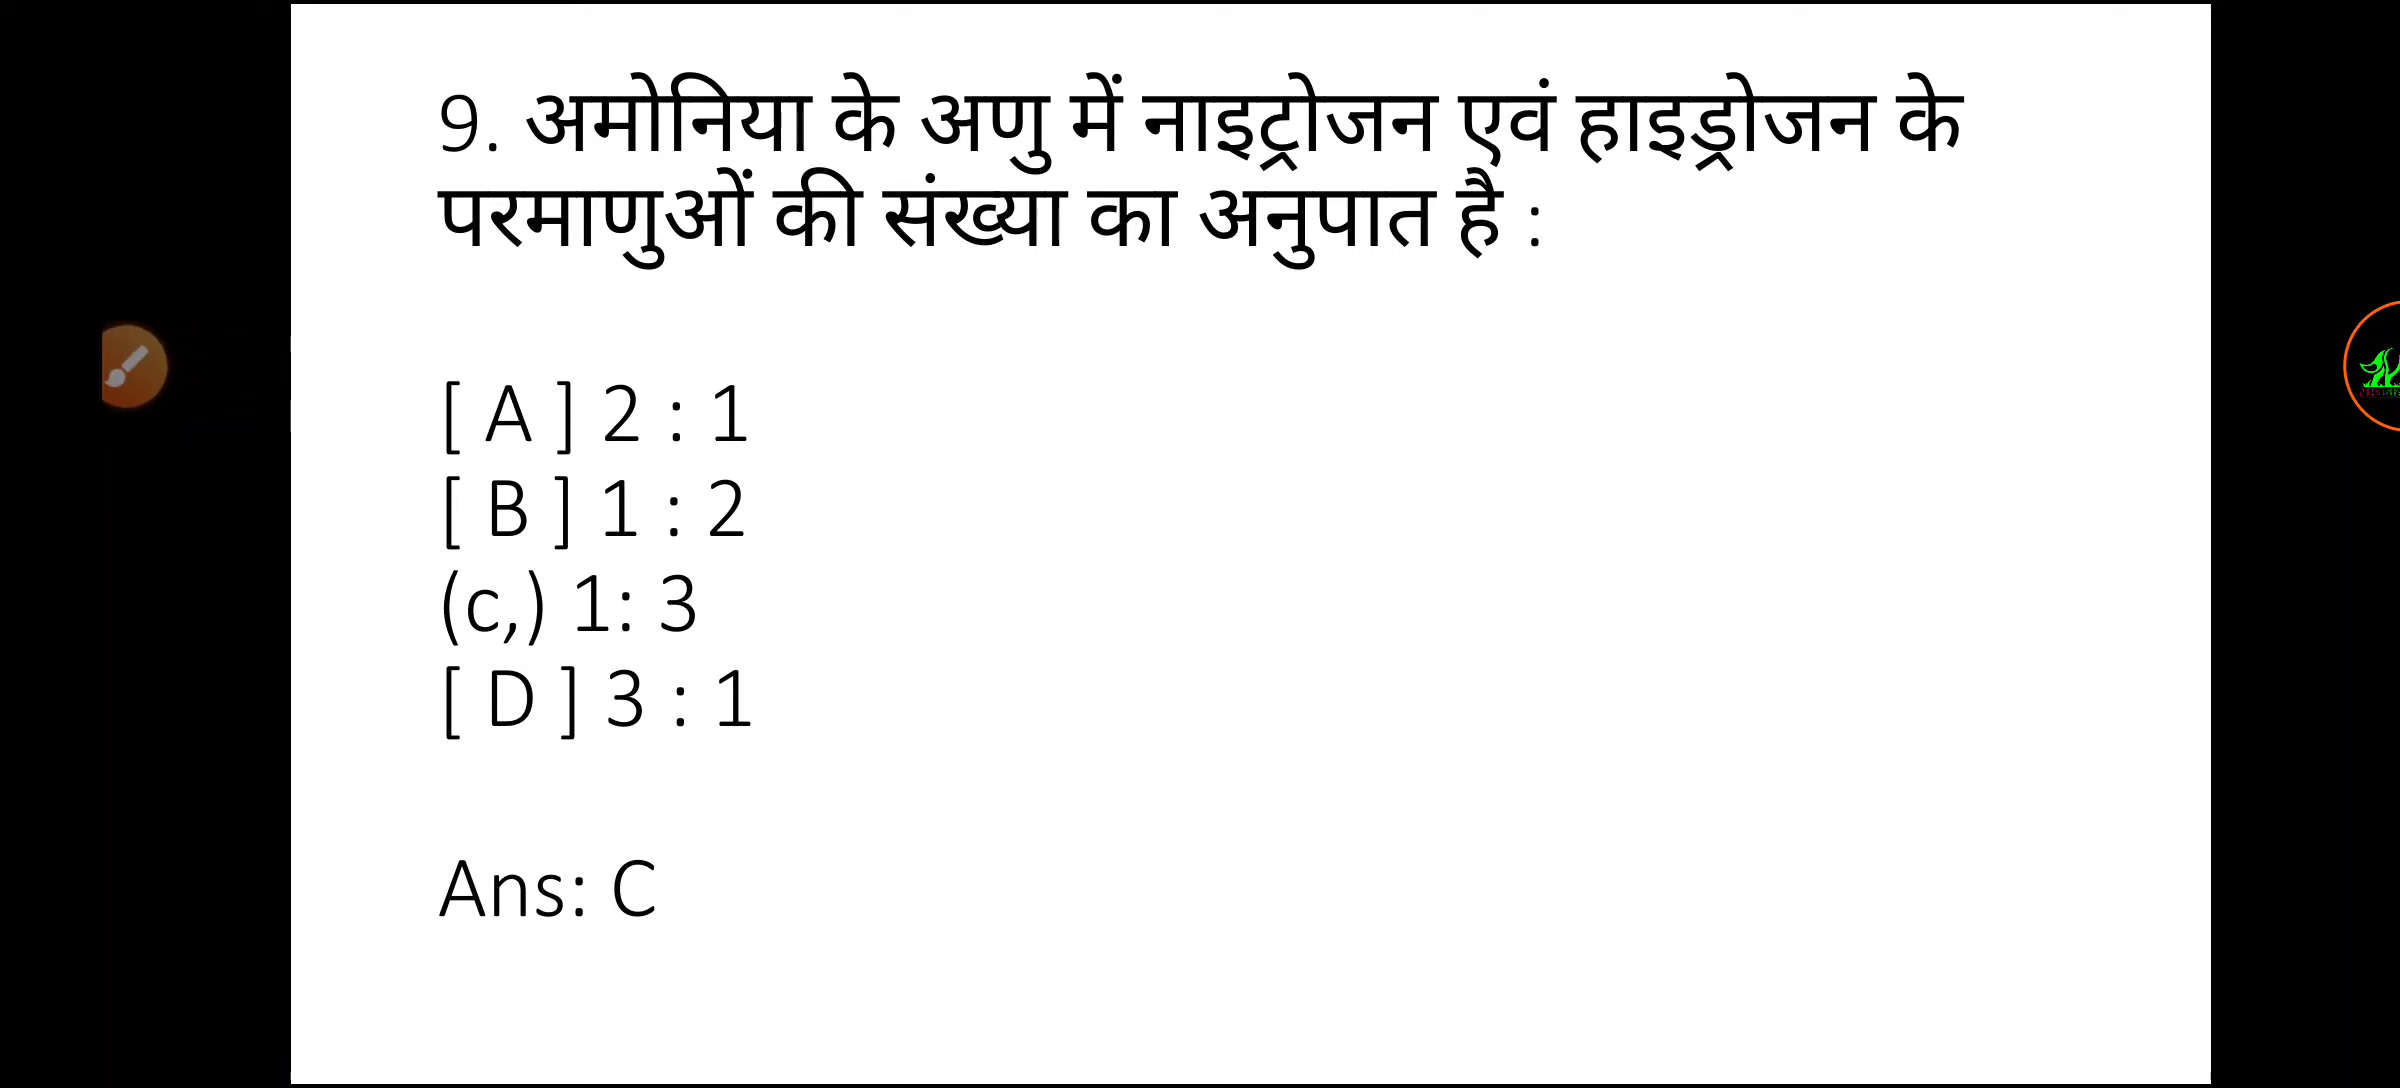 9. अमोनिया के अणु में नाइट्रोजन एवं हाइड्रोजन के
परमाणुओं की संख्या का अनुपात है :
[ A ] 2 : 1
[ B ] 1 : 2
(c,) 1: 3
[ D ] 3 : 1
Ans: C